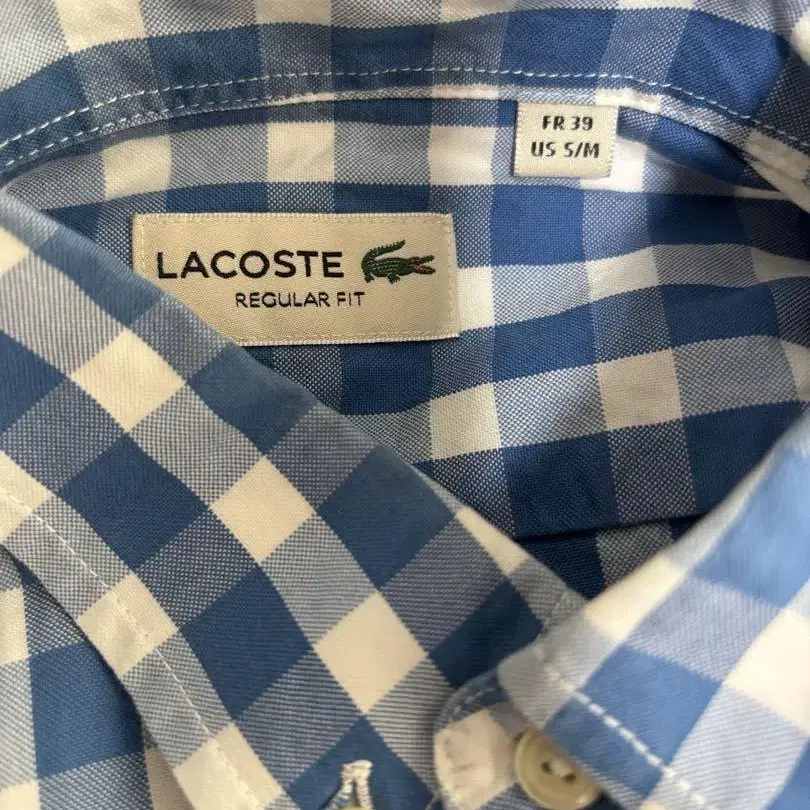 FR 39
US S/M
LACOSTE
REGULAR FIT